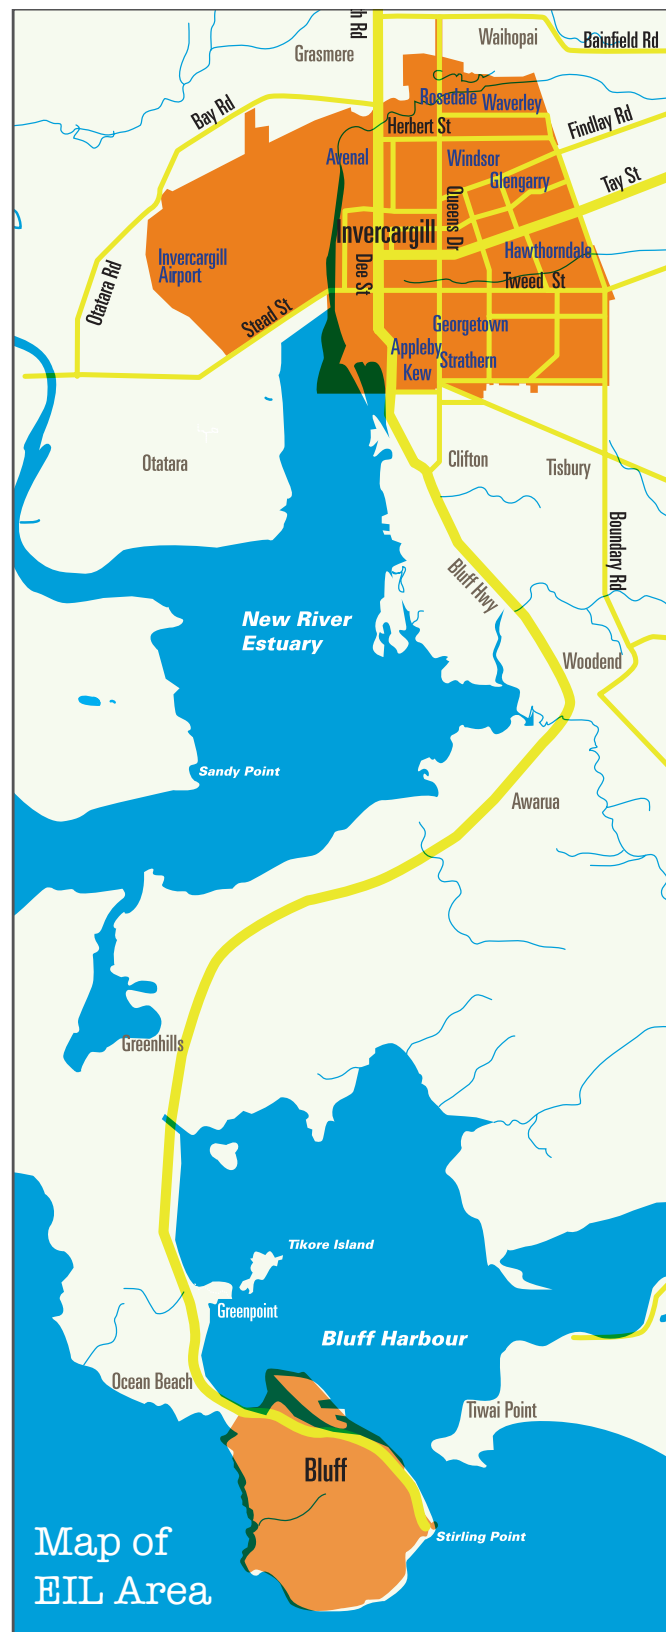 h Rd
Waihopai
Bainfield Rd
Grasmere
Rosedale
Waverley
Bay Rd
Herbert St
Findlay Rd
Avenal
Windsor
Glengarry
Tay St
Queens Dr
Invercargill
Hawthorndale
Invercargill
Airport
Dee St
Tweed St
Otatara Rd
Stead St
Georgetown
Appleby
Strathern
Kew
Otatara
Clifton
Tisbury
Boundary Rd
Bluff Hwy
New River
Estuary
Woodend
Sandy Point
Awarua
Greenhills
Tikore Island
Greenpoint
Bluff Harbour
Ocean Beach
Tiwai Point
Bluff
Stirling Point
Map of
EIL Area